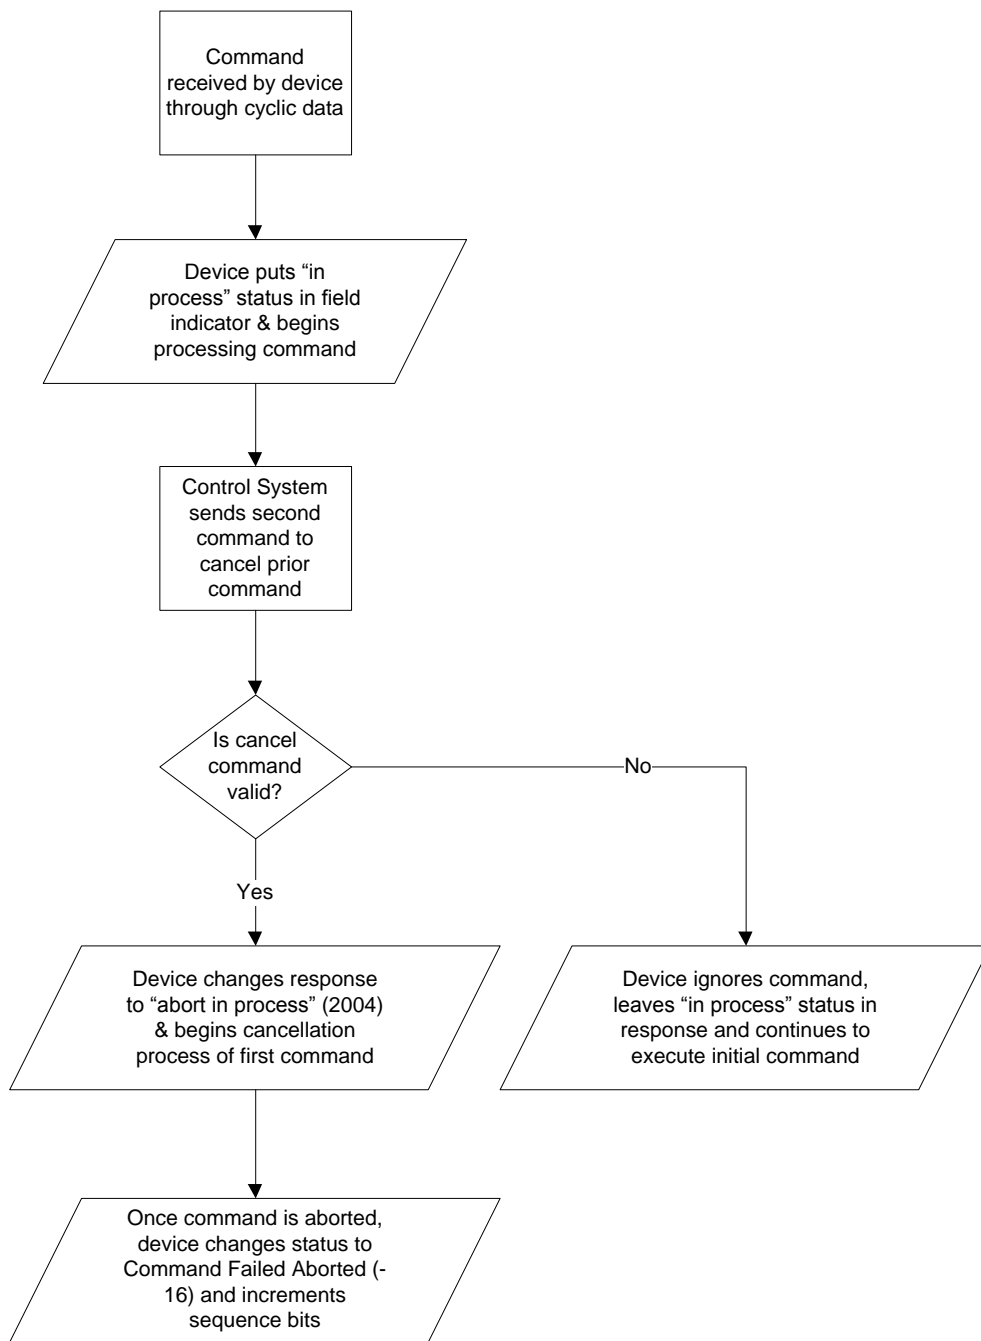 Command
received by device
through cyclic data
Device puts “in
process” status in field
indicator & begins
processing command
Control System
sends second
command to
cancel prior
command
Is cancel
command
valid?
No
Yes
Device changes response
to “abort in process” (2004)
& begins cancellation
process of first command
Device ignores command,
leaves “in process” status in
response and continues to
execute initial command
Once command is aborted,
device changes status to
Command Failed Aborted (-
16) and increments
sequence bits